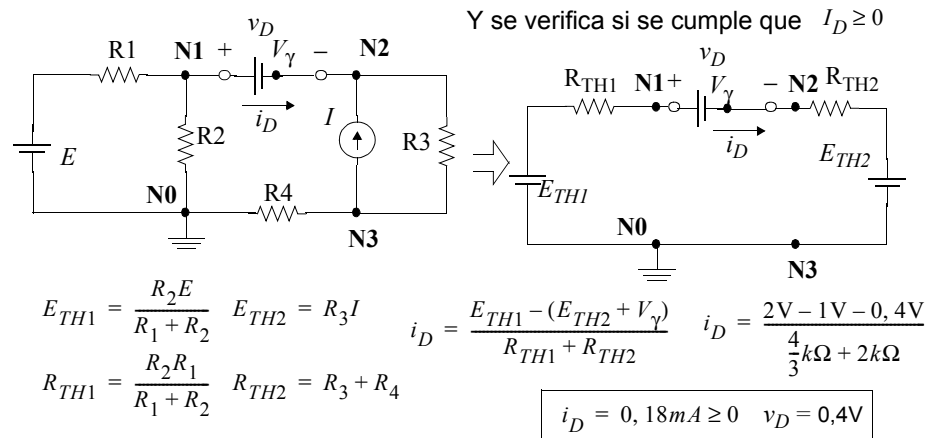 Y se verifica si se cumple que I_D ≥ 0
R1
N1
+
v_D
V_γ
−
N2
i_D
E
R2
I
R3
N0
R4
N3
R_TH1
N1
+
v_D
V_γ
−
N2
R_TH2
i_D
E_TH1
E_TH2
N0
N3
E_TH1 = R_2E / (R_1 + R_2)
E_TH2 = R_3I
R_TH1 = R_2R_1 / (R_1 + R_2)
R_TH2 = R_3 + R_4
i_D = (E_TH1 − (E_TH2 + V_γ)) / (R_TH1 + R_TH2)
i_D = (2V − 1V − 0, 4V) / (4/3 kΩ + 2kΩ)
i_D = 0, 18mA ≥ 0 v_D = 0,4V